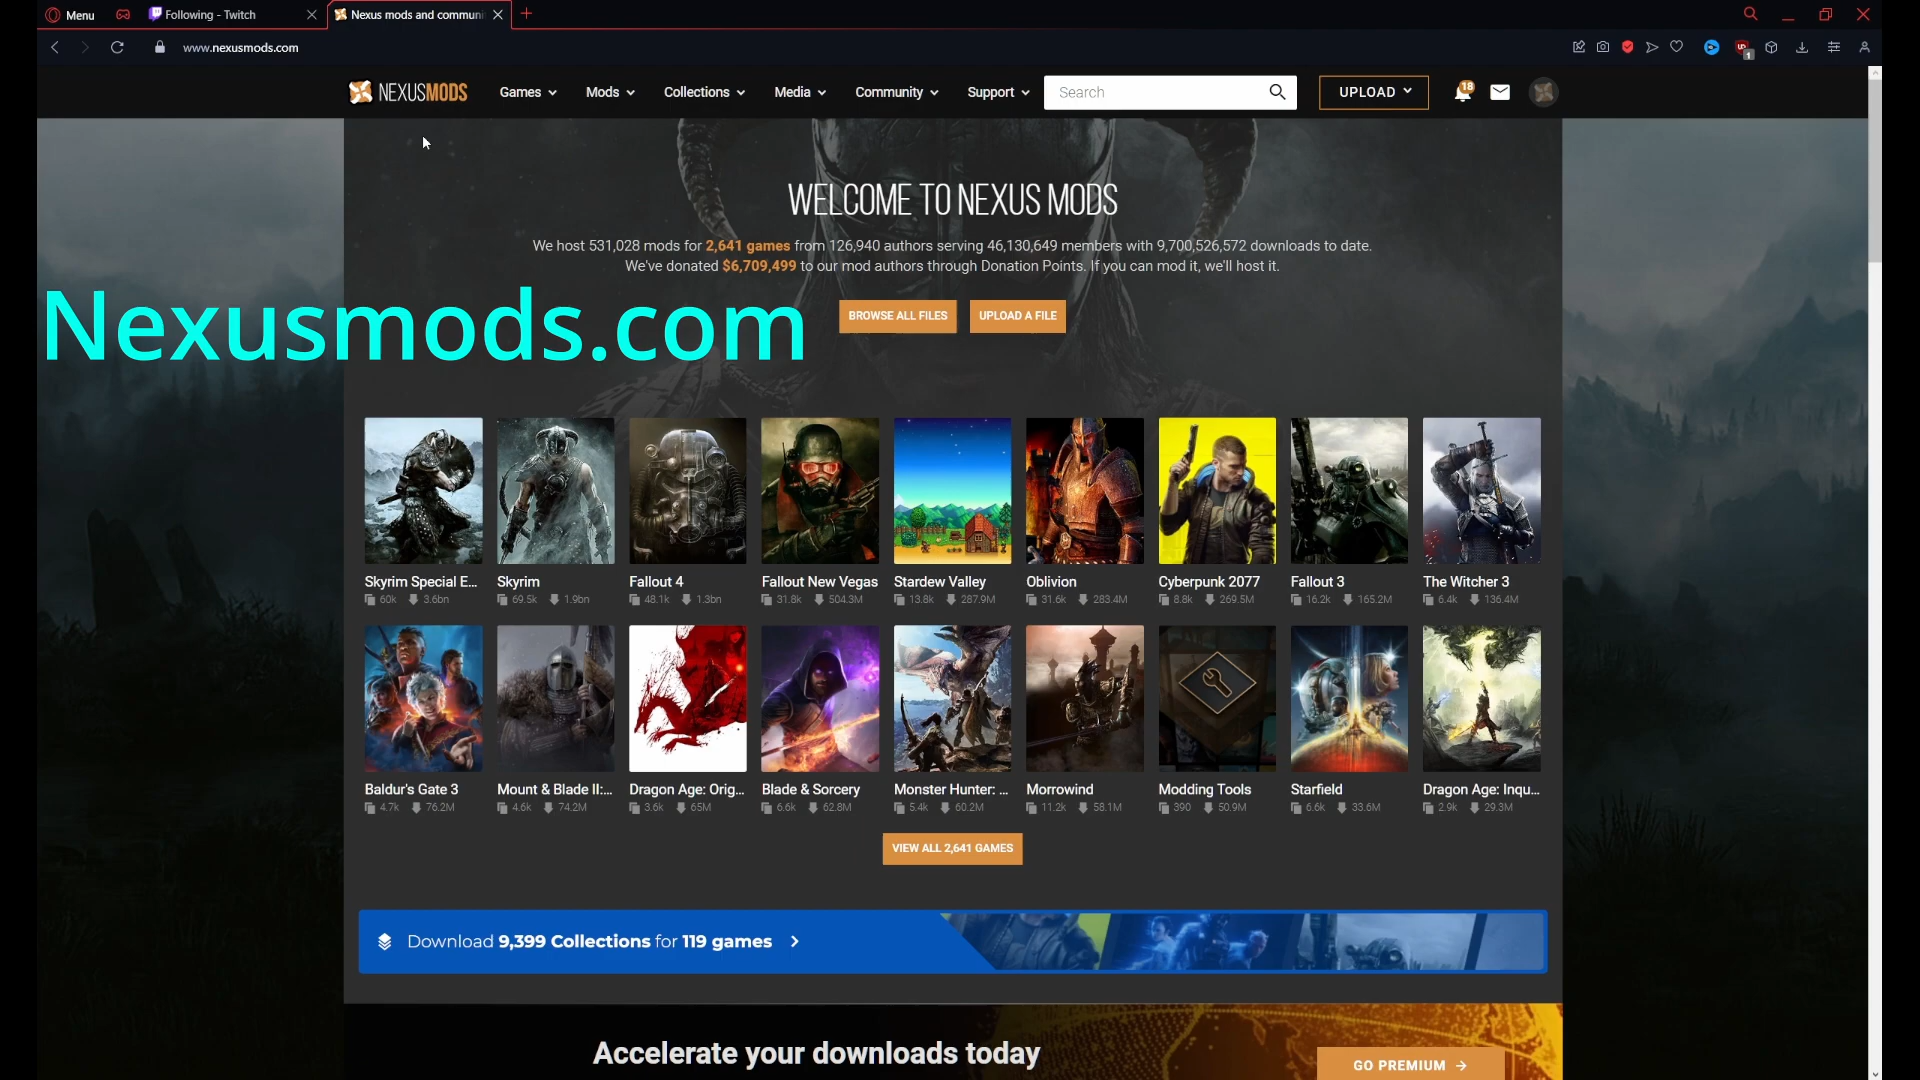 Menu
Following - Twitch
Nexus mods and communi
www.nexusmods.com
1
NEXUSMODS
Games
Mods
Collections
Media
Community
Support
Search
UPLOAD
18
WELCOME TO NEXUS MODS
We host 531,028 mods for 2,641 games from 126,940 authors serving 46,130,649 members with 9,700,526,572 downloads to date.
We've donated $6,709,499 to our mod authors through Donation Points. If you can mod it, we'll host it.
Nexusmods.com
BROWSE ALL FILES
UPLOAD A FILE
Skyrim Special E...
60k 3.6bn
Skyrim
69.5k 1.9bn
Fallout 4
48.1k 1.3bn
Fallout New Vegas
31.8k 504.3M
Stardew Valley
13.8k 287.9M
Oblivion
31.6k 283.4M
Cyberpunk 2077
8.8k 269.5M
Fallout 3
16.2k 165.2M
The Witcher 3
6.4k 136.4M
Baldur's Gate 3
4.7k 76.2M
Mount & Blade II:...
4.6k 74.2M
Dragon Age: Orig...
3.6k 65M
Blade & Sorcery
6.6k 62.8M
Monster Hunter: ...
5.4k 60.2M
Morrowind
11.2k 58.1M
Modding Tools
390 50.9M
Starfield
6.6k 33.6M
Dragon Age: Inqu...
2.9k 29.3M
VIEW ALL 2,641 GAMES
Download 9,399 Collections for 119 games
Accelerate your downloads today
GO PREMIUM